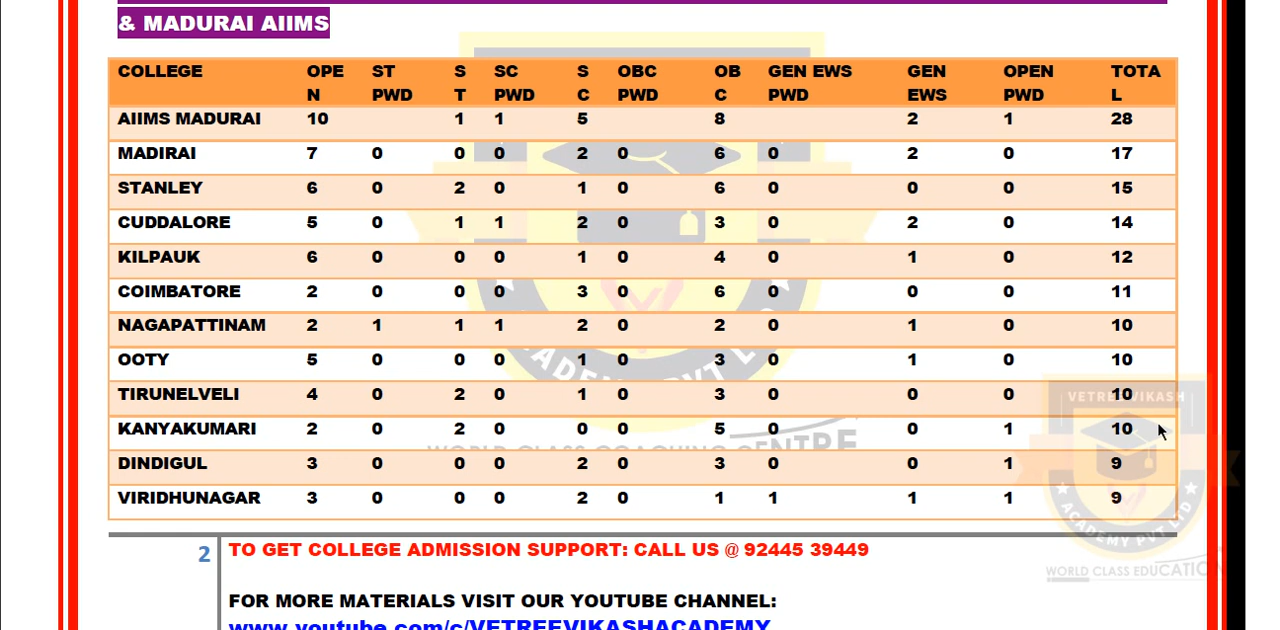 & MADURAI AIIMS
COLLEGE OPE N ST PWD S T SC PWD S C OBC PWD OB C GEN EWS PWD GEN EWS OPEN PWD TOTA L
AIIMS MADURAI 10 1 1 5 8 2 1 28
MADIRAI 7 0 0 0 2 0 6 0 2 0 17
STANLEY 6 0 2 0 1 0 6 0 0 0 15
CUDDALORE 5 0 1 1 2 0 3 0 2 0 14
KILPAUK 6 0 0 0 1 0 4 0 1 0 12
COIMBATORE 2 0 0 0 3 0 6 0 0 0 11
NAGAPATTINAM 2 1 1 1 2 0 2 0 1 0 10
OOTY 5 0 0 0 1 0 3 0 1 0 10
TIRUNELVELI 4 0 2 0 1 0 3 0 0 0 10
KANYAKUMARI 2 0 2 0 0 0 5 0 0 1 10
DINDIGUL 3 0 0 0 2 0 3 0 0 1 9
VIRIDHUNAGAR 3 0 0 0 2 0 1 1 1 1 9
ACADEMY PVT LTD
CENTRE
VETREEVIKASH
ACADEMY PVT LTD
WORLD CLASS EDUCATION
2 TO GET COLLEGE ADMISSION SUPPORT: CALL US @ 92445 39449
FOR MORE MATERIALS VISIT OUR YOUTUBE CHANNEL:
www.youtube.com/c/VETREEVIKASHACADEMY